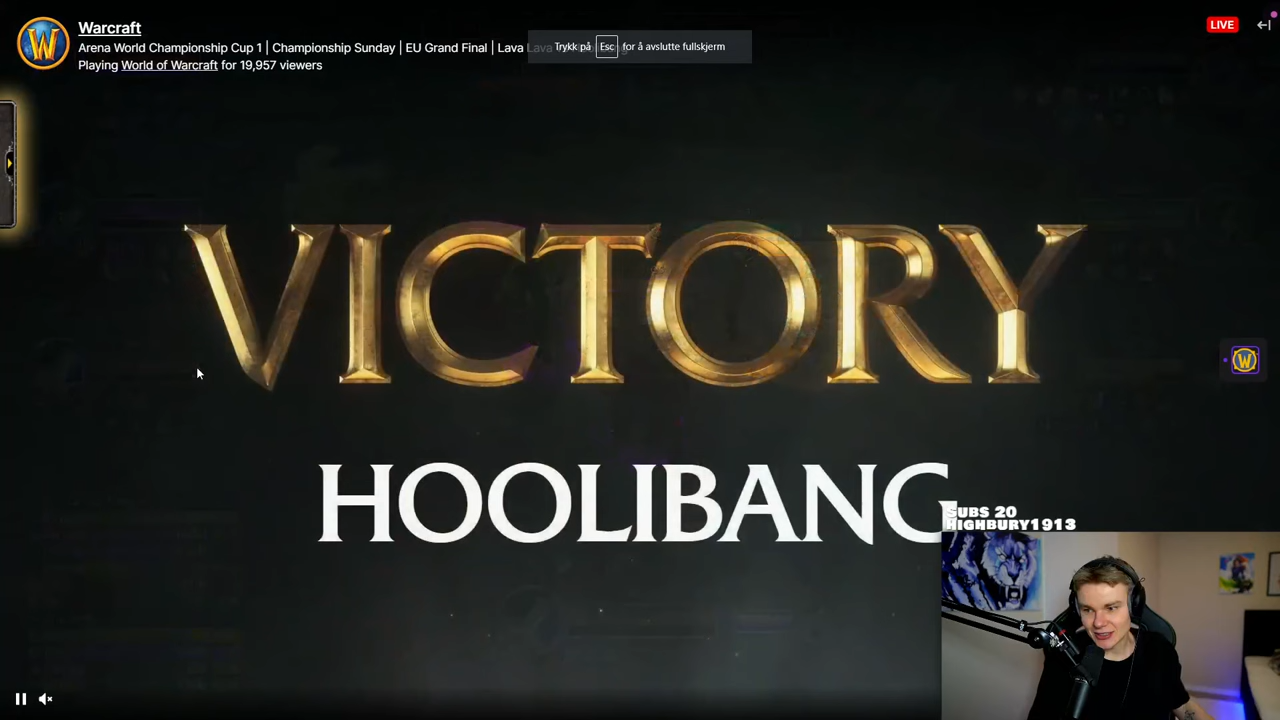 Warcraft
Arena World Championship Cup 1 | Championship Sunday | EU Grand Final | Lava Lava
Playing World of Warcraft for 19,957 viewers
Trykk på Esc for å avslutte fullskjerm
LIVE
VICTORY
HOOLIBANG
SUBS 20
HIGHBURY1913